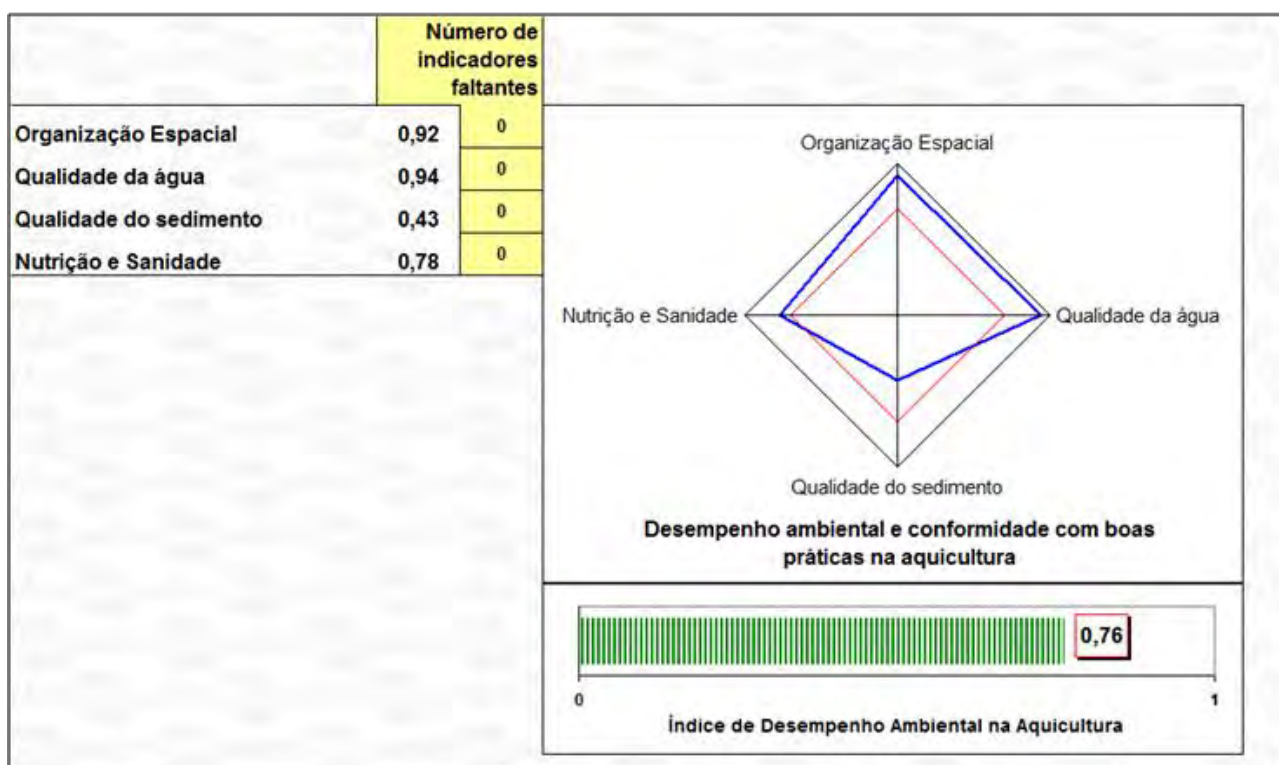 Número de
indicadores
faltantes
Organização Espacial 0,92 0
Qualidade da água 0,94 0
Qualidade do sedimento 0,43 0
Nutrição e Sanidade 0,78 0
Organização Espacial
Nutrição e Sanidade
Qualidade da água
Qualidade do sedimento
Desempenho ambiental e conformidade com boas
práticas na aquicultura
0,76
0 1
Índice de Desempenho Ambiental na Aquicultura